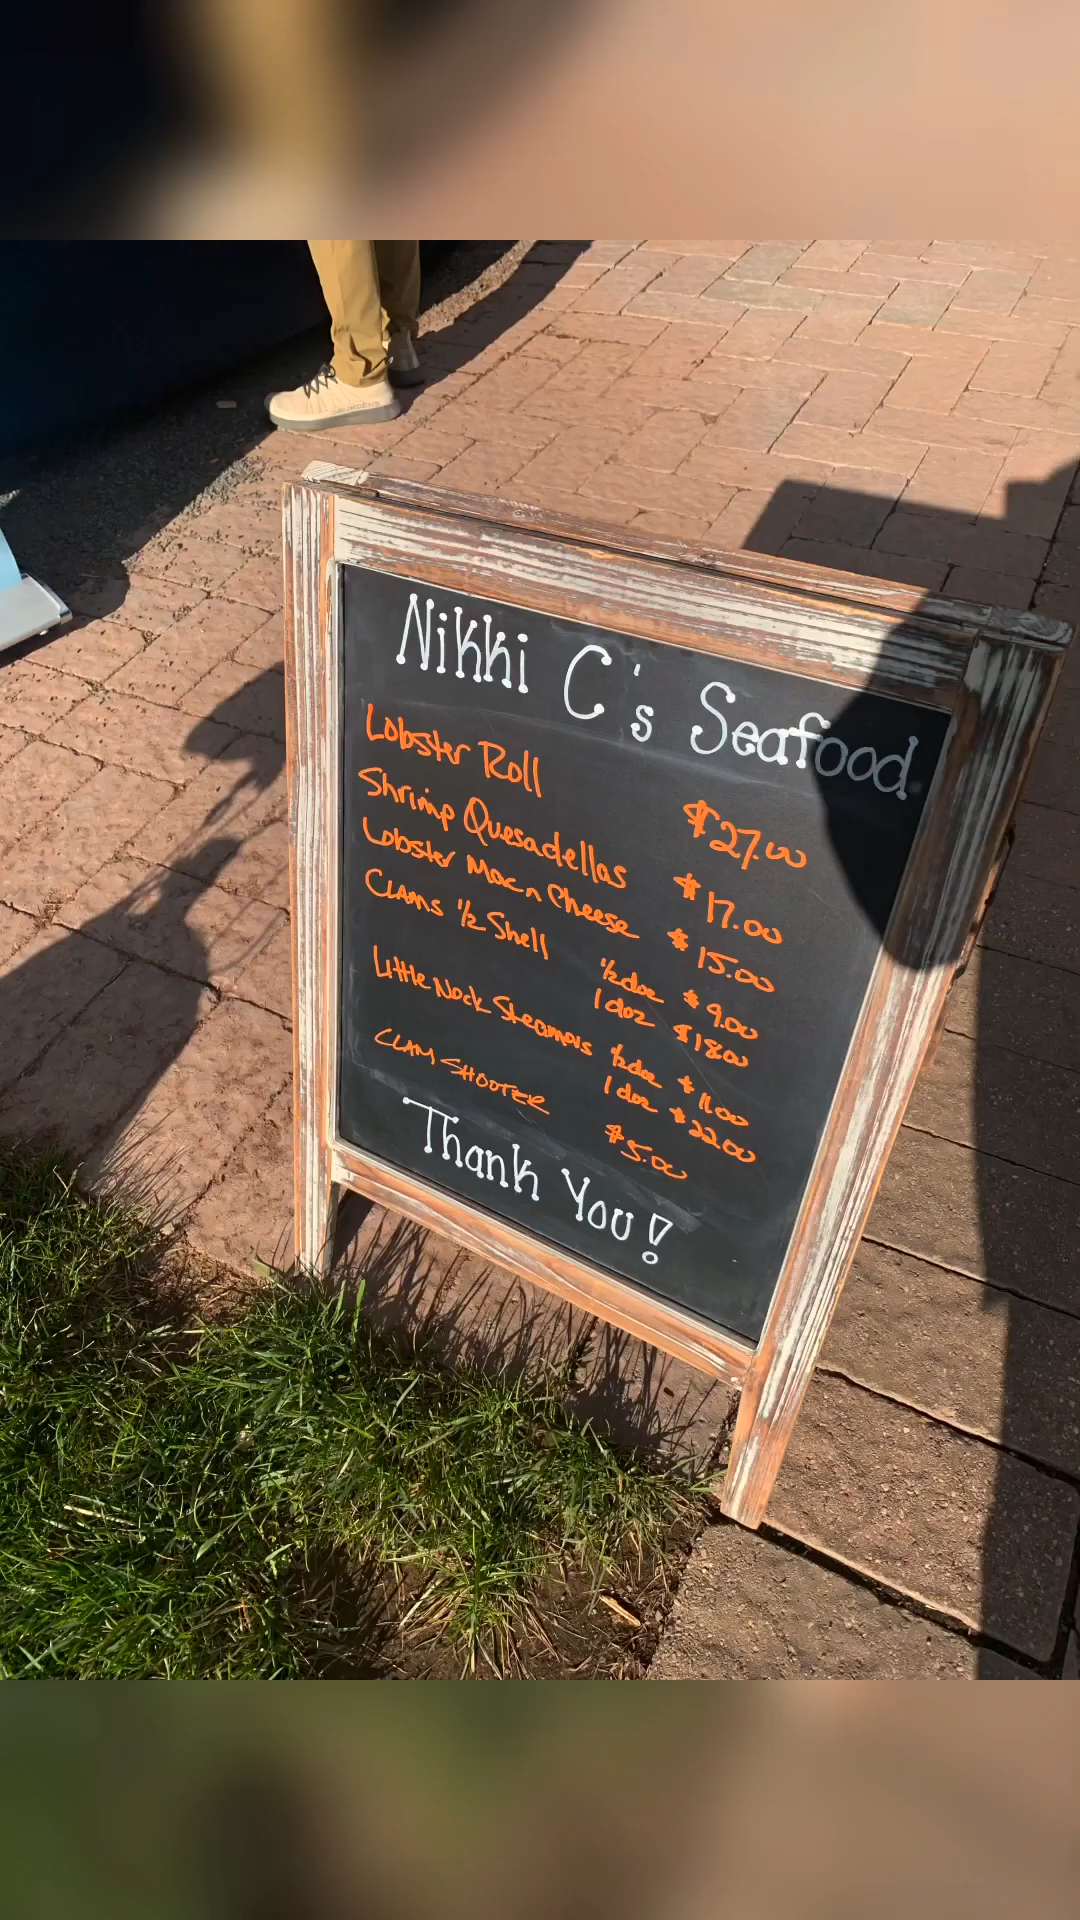 Nikki C's Seafood
Lobster Roll $27.00
Shrimp Quesadellas $17.00
Lobster Mac n Cheese $15.00
CLAMS 1/2 Shell 1/2 doz $9.00
1 doz $18.00
Little Neck Steamers 1/2 doz $11.00
1 doz $22.00
CLAM SHOOTER $5.00
Thank You!
GRUNDÉNS